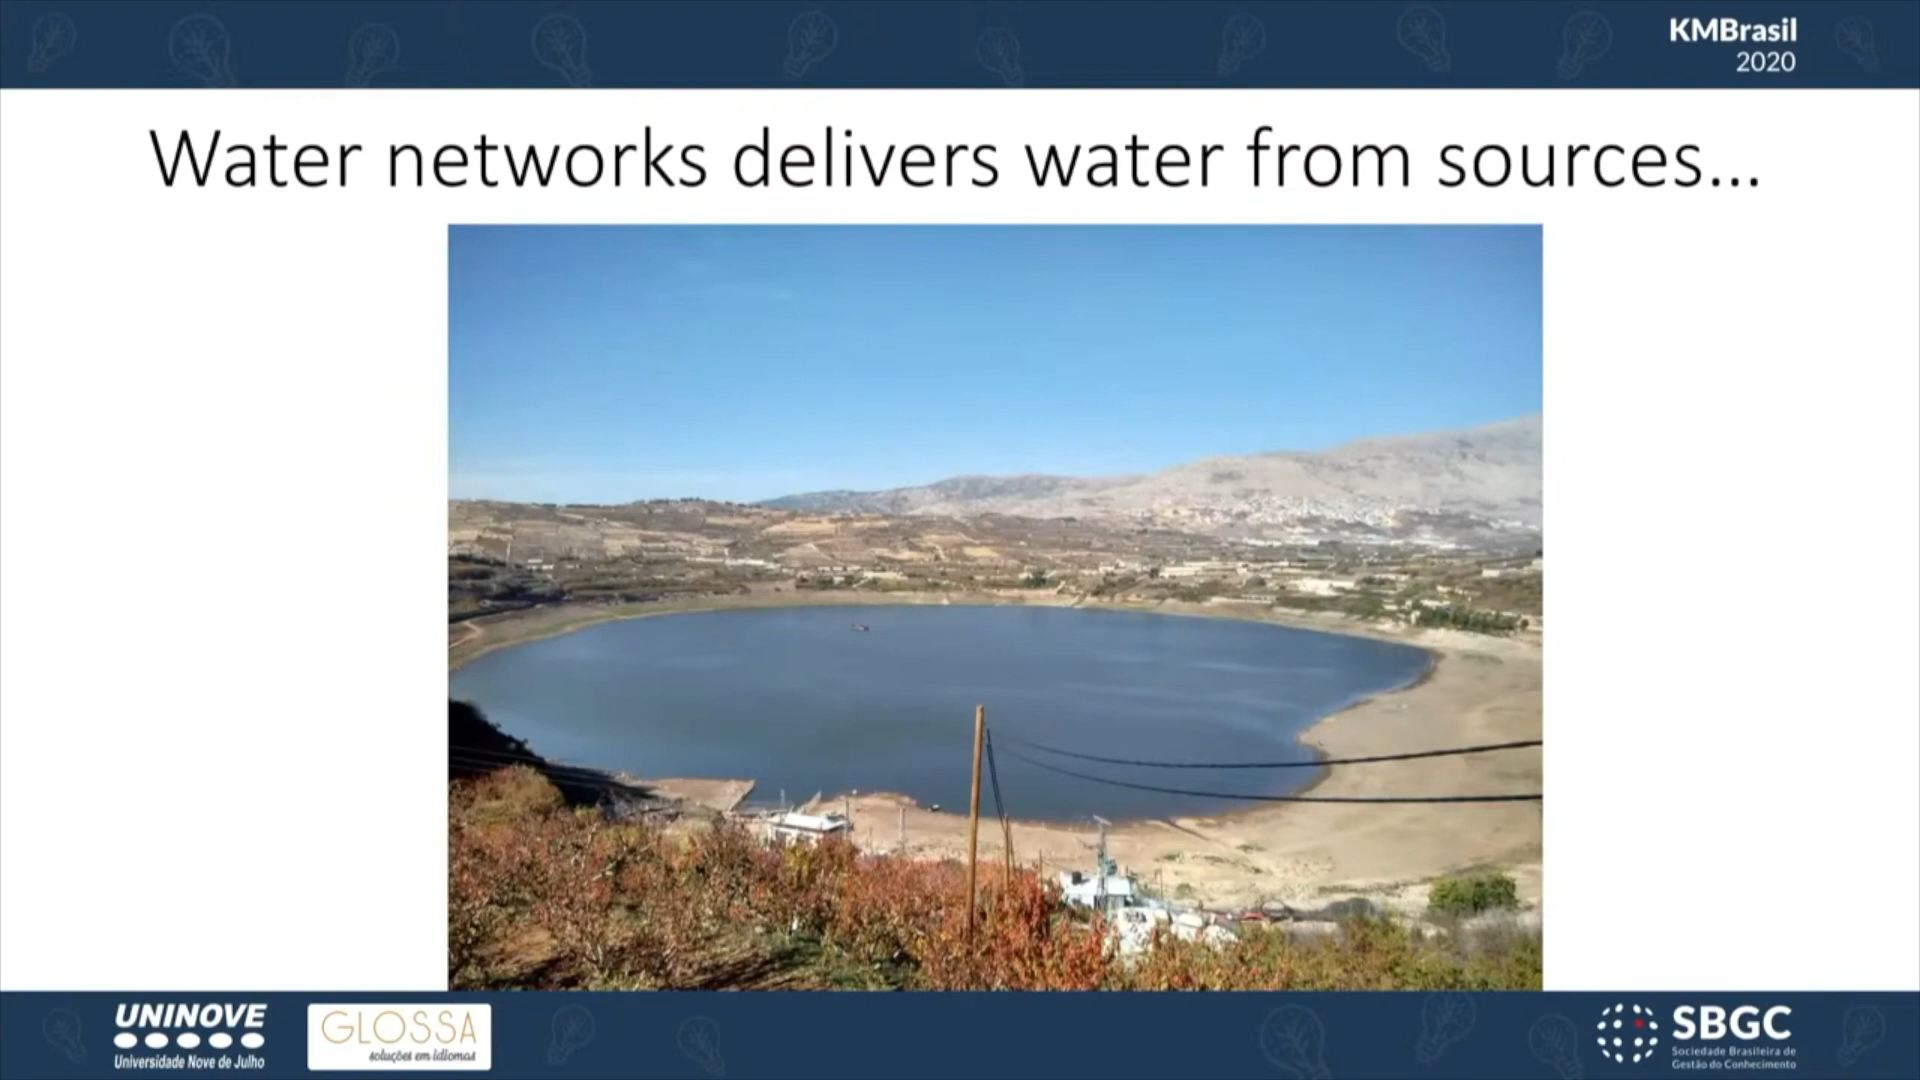 KMBrasil
2020
Water networks delivers water from sources...
UNINOVE
Universidade Nove de Julho
GLOSSA
soluções em idiomas
SBGC
Sociedade Brasileira de
Gestão do Conhecimento